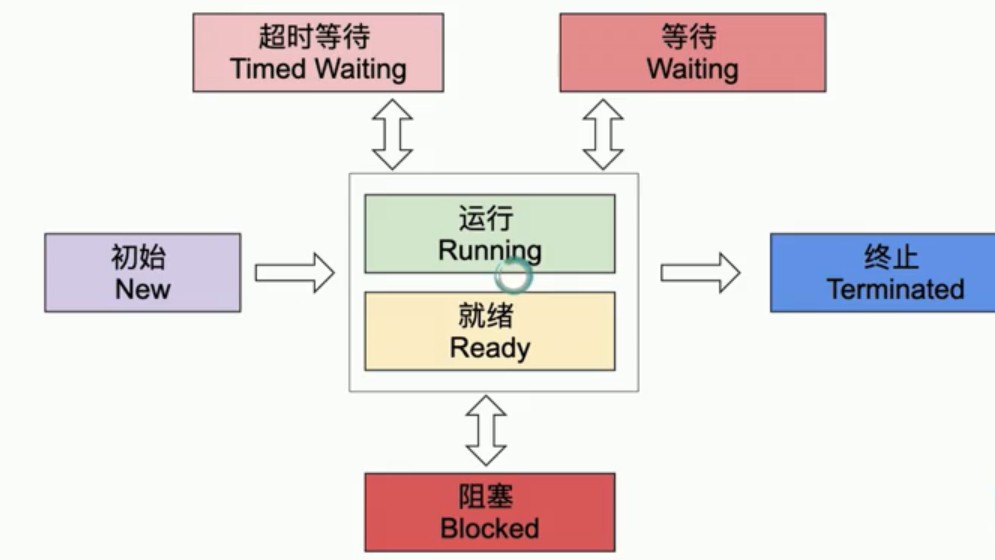 超时等待
Timed Waiting
等待
Waiting
运行
Running
初始
New
终止
Terminated
就绪
Ready
阻塞
Blocked